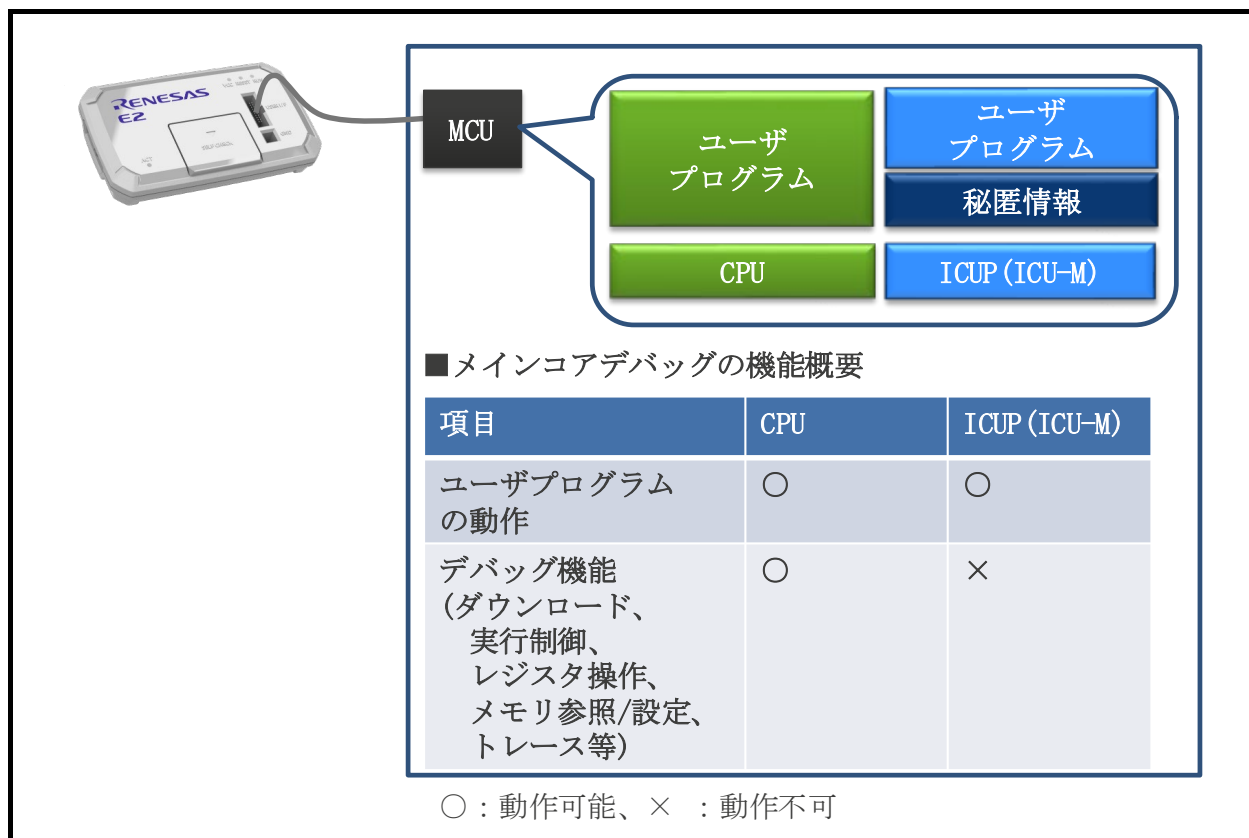 RENESAS
E2
ACT
MCU
ユーザ
プログラム
ユーザ
プログラム
秘匿情報
CPU
ICUP(ICU-M)
■メインコアデバッグの機能概要
項目 CPU ICUP(ICU-M)
ユーザプログラム ○ ○
の動作
デバッグ機能 ○ ×
(ダウンロード、
実行制御、
レジスタ操作、
メモリ参照/設定、
トレース等)
○：動作可能、× ：動作不可